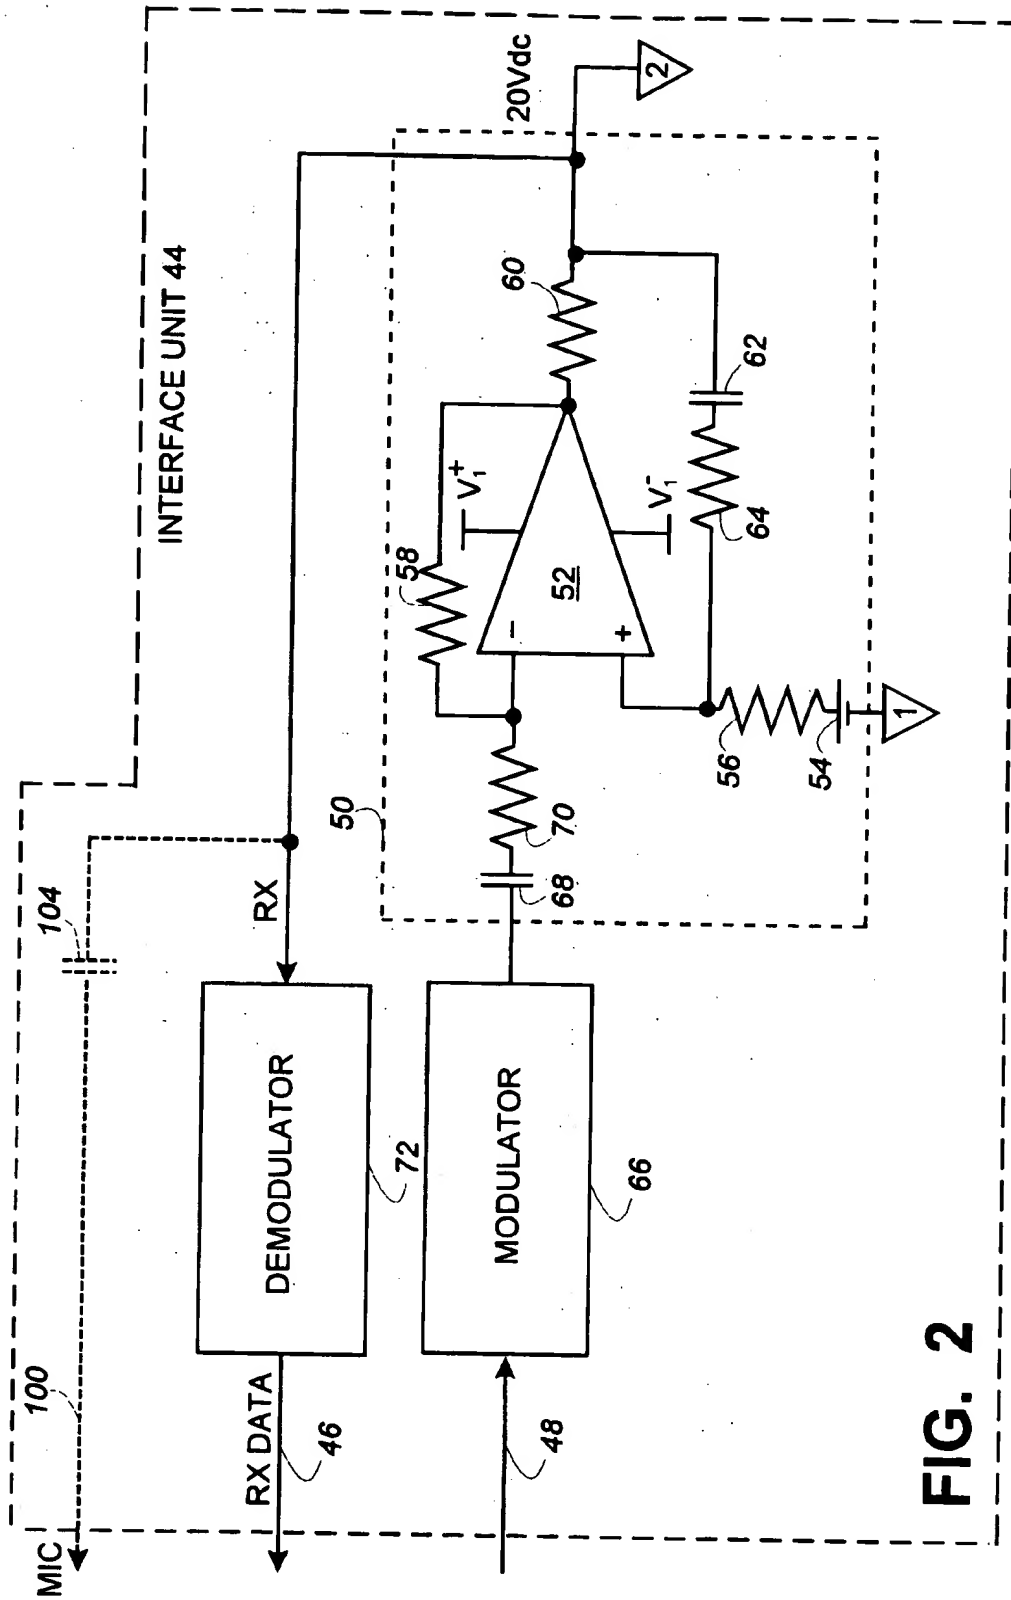 MIC
100
104
INTERFACE UNIT 44
RX DATA
46
DEMODULATOR
72
RX
48
MODULATOR
66
50
68
70
58
V₁⁺
52
−
+
V₁⁻
60
20Vdc
2
56
54
1
64
62
FIG. 2